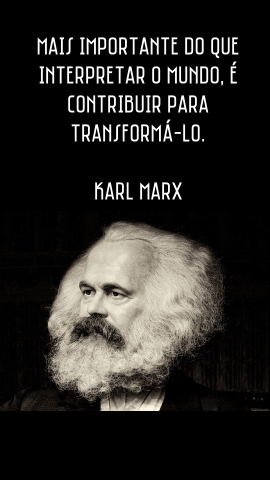 MAIS IMPORTANTE DO QUE
INTERPRETAR O MUNDO, É
CONTRIBUIR PARA
TRANSFORMÁ-LO.
KARL MARX